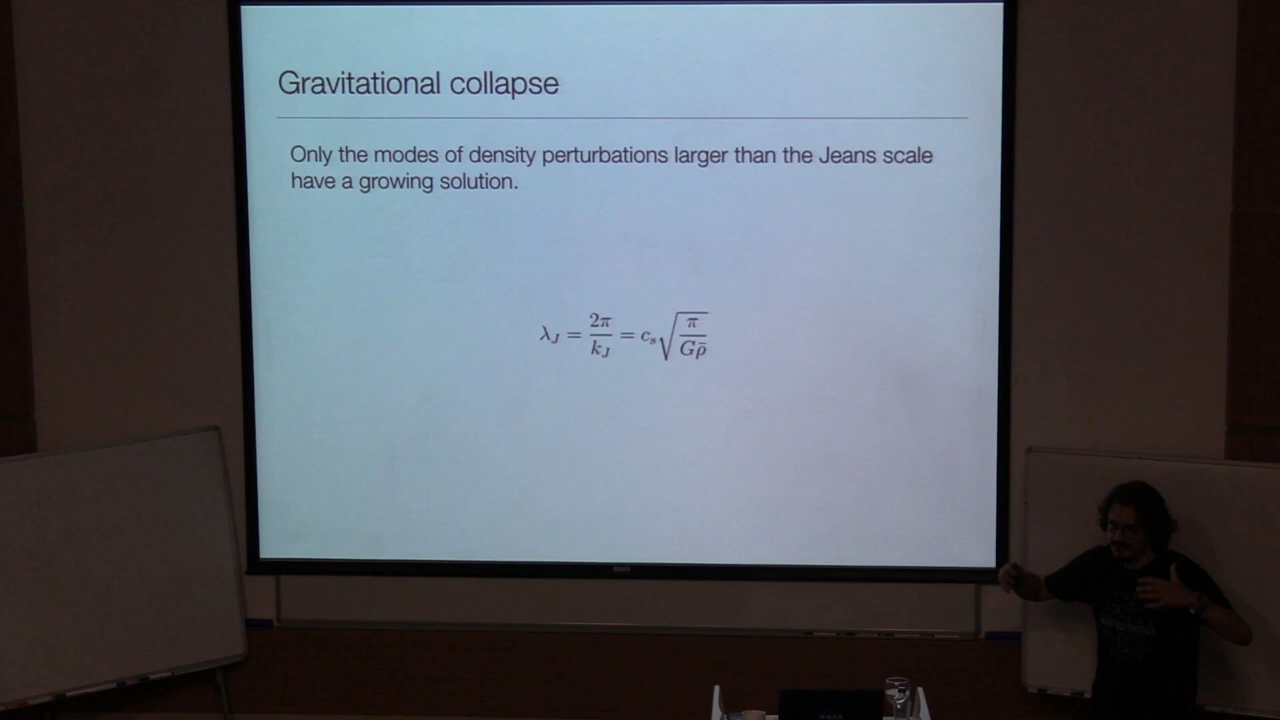 Gravitational collapse
Only the modes of density perturbations larger than the Jeans scale
have a growing solution.
λ_J = 2π/k_J = c_s √(π/(Gρ̄))